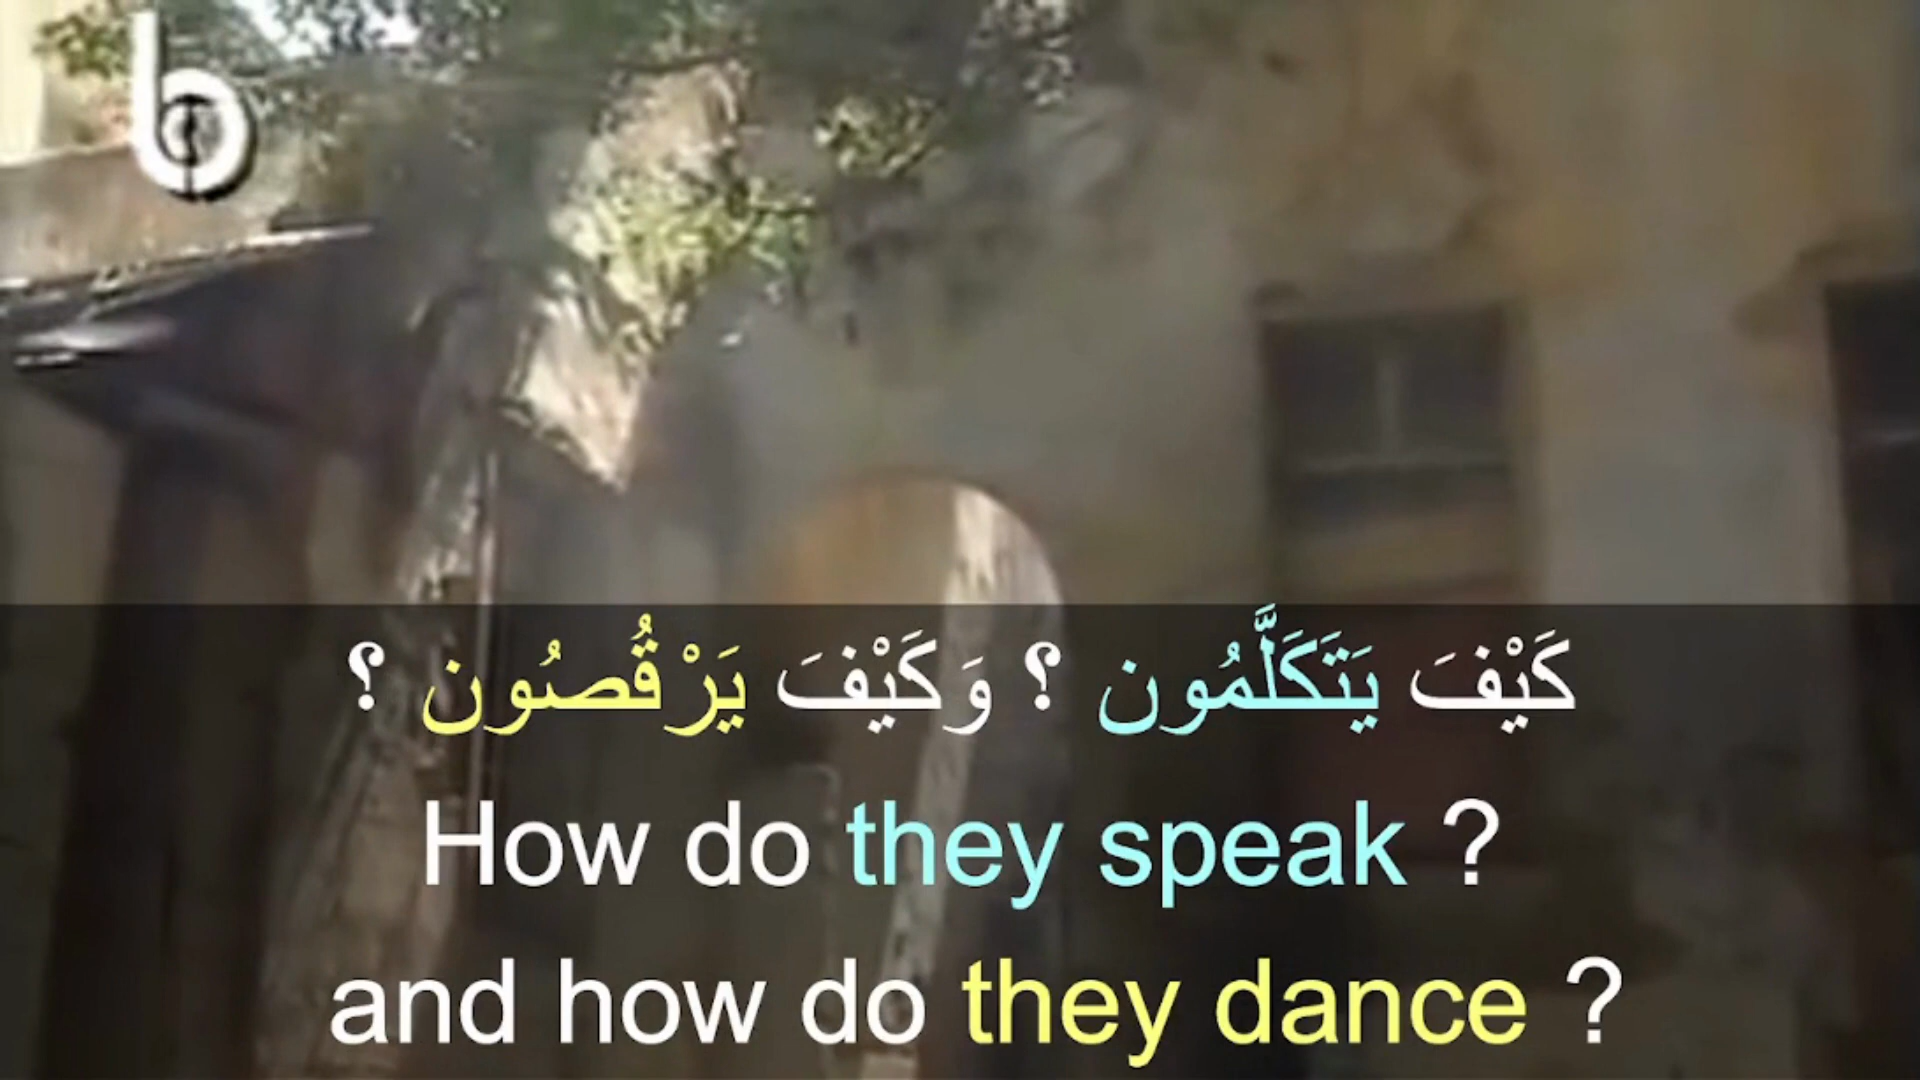 b
كَيْفَ يَتَكَلَّمُون ؟ وَكَيْفَ يَرْقُصُون ؟
How do they speak ?
and how do they dance ?